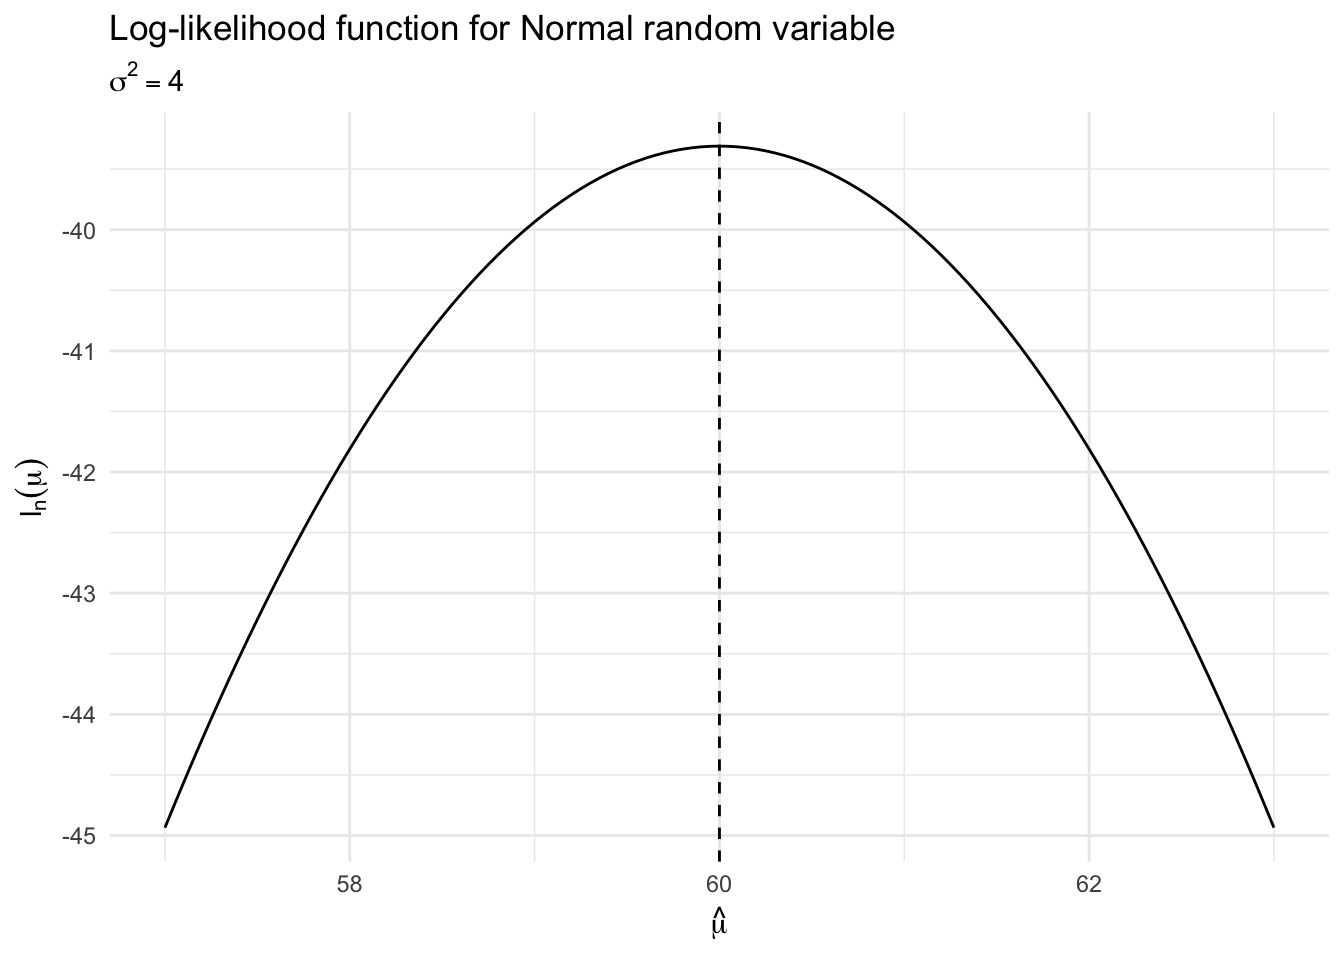 Log-likelihood function for Normal random variable
σ² = 4
-40
-41
-42
-43
-44
-45
lₙ(μ)
58 60 62
μ̂